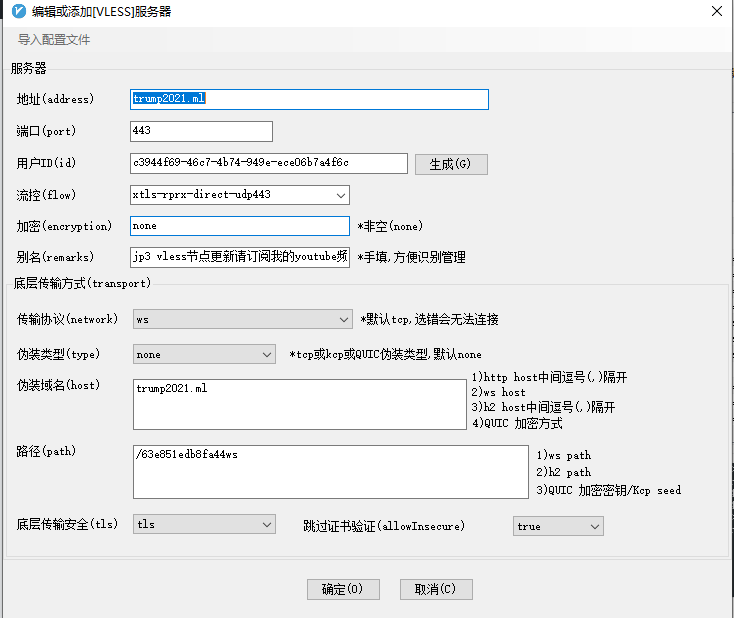 编辑或添加[VLESS]服务器
导入配置文件
服务器
地址(address) trump2021.ml
端口(port) 443
用户ID(id) c3944f69-46c7-4b74-949e-ece06b7a4f6c 生成(G)
流控(flow) xtls-rprx-direct-udp443
加密(encryption) none *非空(none)
别名(remarks) jp3 vless节点更新请订阅我的youtube频 *手填,方便识别管理
底层传输方式(transport)
传输协议(network) ws *默认tcp,选错会无法连接
伪装类型(type) none *tcp或kcp或QUIC伪装类型,默认none
伪装域名(host) trump2021.ml 1)http host中间逗号(,)隔开
2)ws host
3)h2 host中间逗号(,)隔开
4)QUIC 加密方式
路径(path) /63e851edb8fa44ws 1)ws path
2)h2 path
3)QUIC 加密密钥/Kcp seed
底层传输安全(tls) tls 跳过证书验证(allowInsecure) true
确定(O) 取消(C)